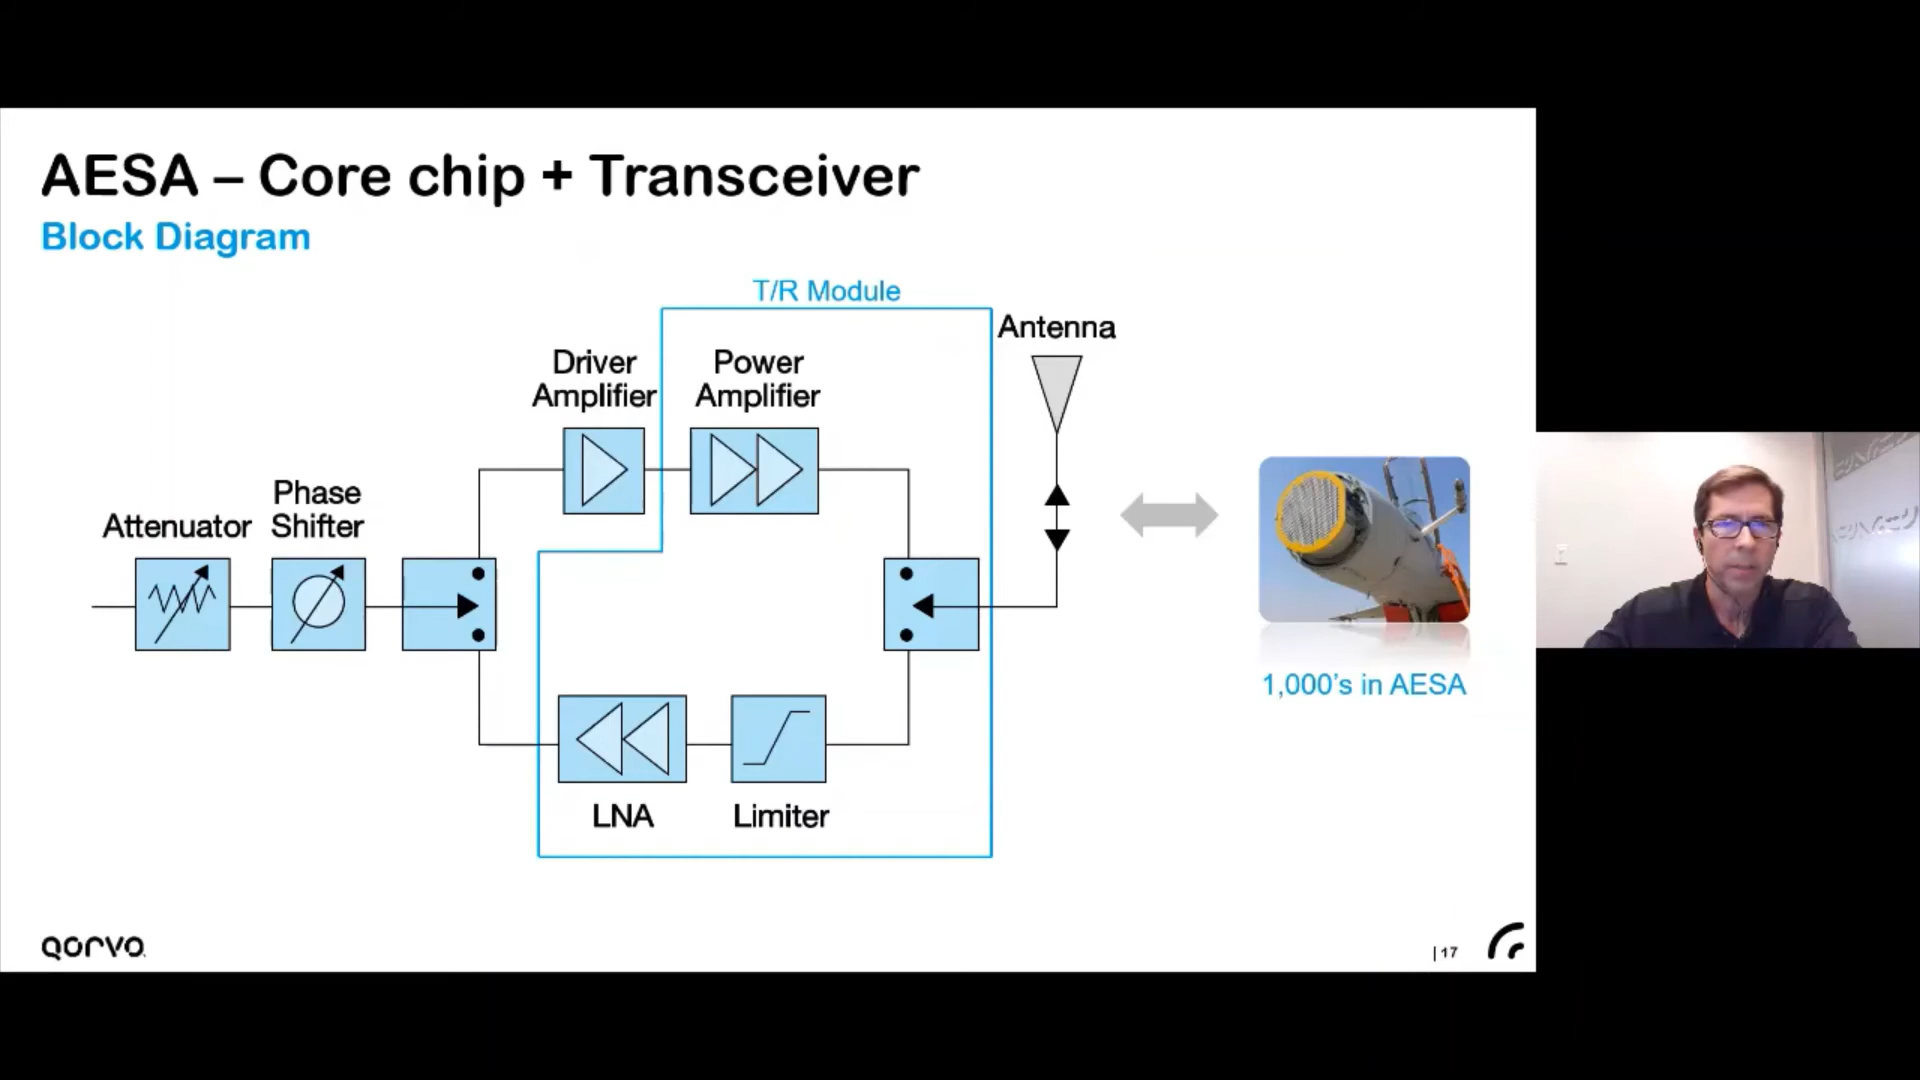 AESA – Core chip + Transceiver
Block Diagram
T/R Module
Antenna
Driver
Amplifier
Power
Amplifier
Phase
Shifter
Attenuator
1,000's in AESA
LNA
Limiter
QORVO
| 17